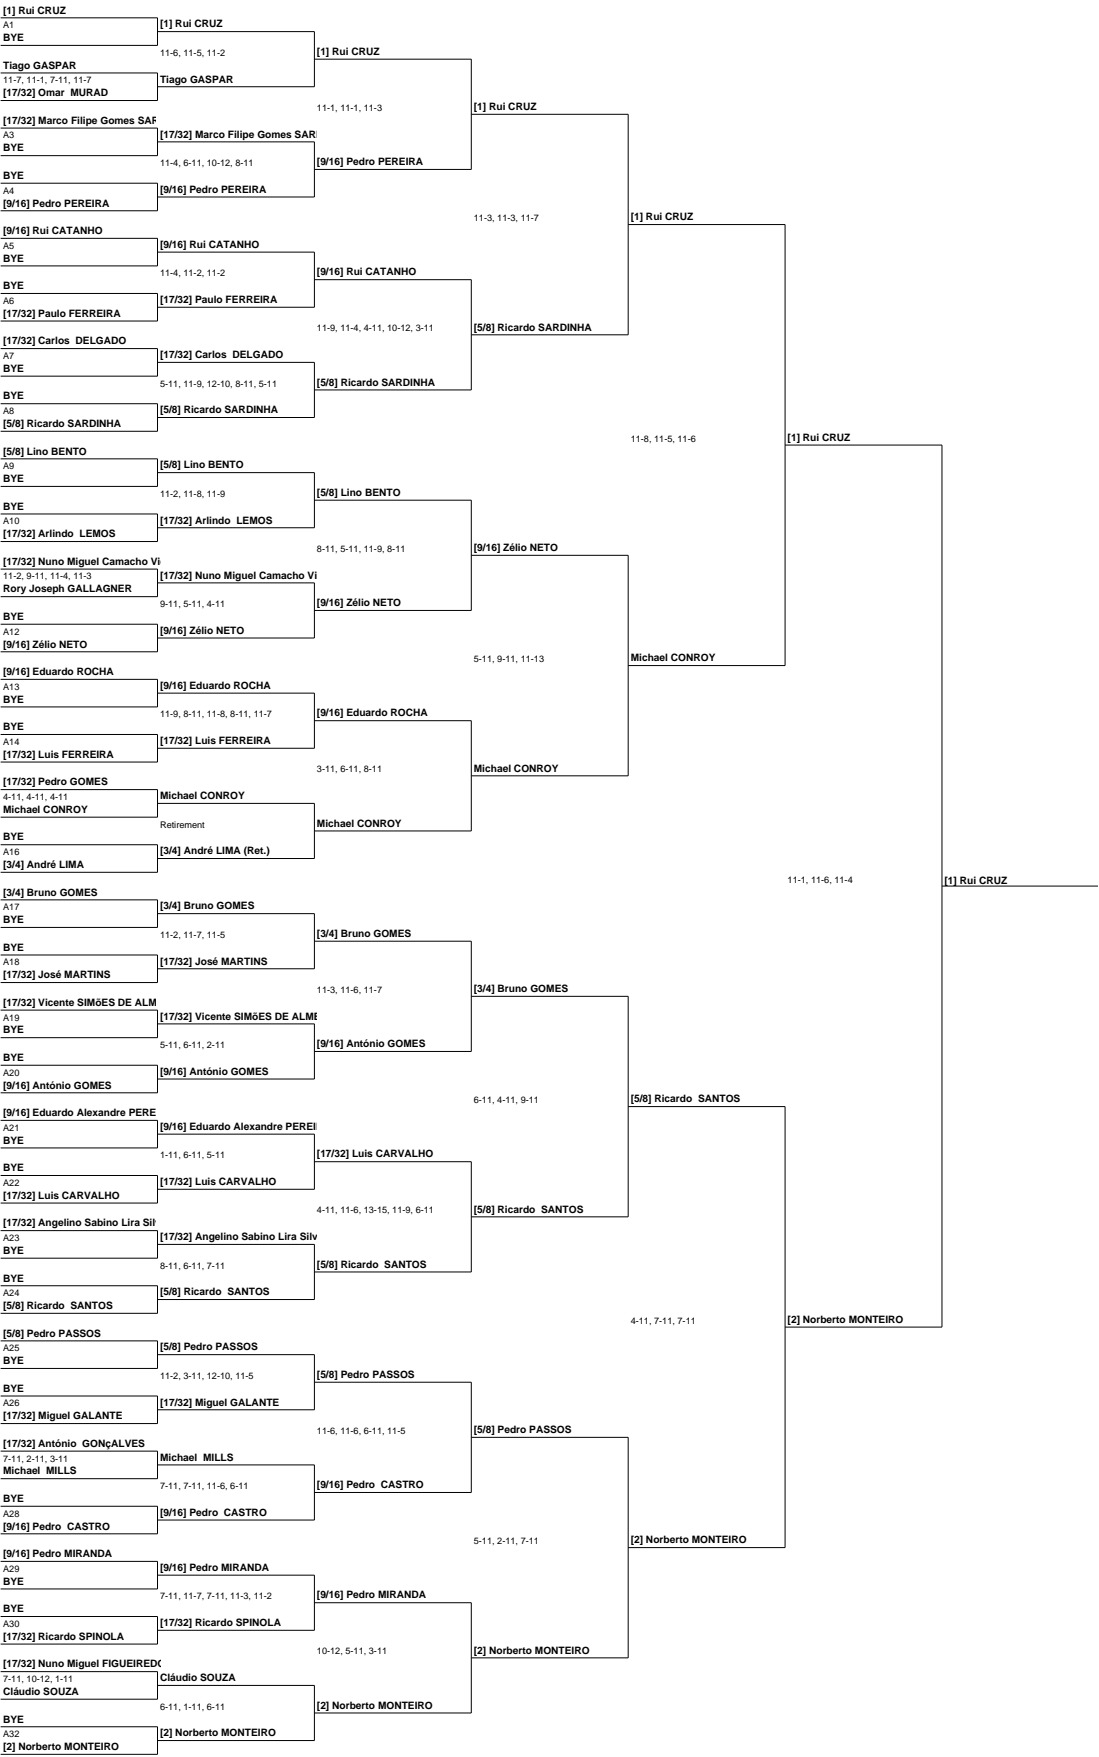 [1] Rui CRUZ
A1
BYE
Tiago GASPAR
11-7, 11-1, 7-11, 11-7
[17/32] Omar  MURAD
[17/32] Marco Filipe Gomes SAR
A3
BYE
BYE
A4
[9/16] Pedro PEREIRA
[9/16] Rui CATANHO
A5
BYE
BYE
A6
[17/32] Paulo FERREIRA
[17/32] Carlos  DELGADO
A7
BYE
BYE
A8
[5/8] Ricardo SARDINHA
[5/8] Lino BENTO
A9
BYE
BYE
A10
[17/32] Arlindo  LEMOS
[17/32] Nuno Miguel Camacho Vi
11-2, 9-11, 11-4, 11-3
Rory Joseph GALLAGNER
BYE
A12
[9/16] Zélio NETO
[9/16] Eduardo ROCHA
A13
BYE
BYE
A14
[17/32] Luis FERREIRA
[17/32] Pedro GOMES
4-11, 4-11, 4-11
Michael CONROY
BYE
A16
[3/4] André LIMA
[3/4] Bruno GOMES
A17
BYE
BYE
A18
[17/32] José MARTINS
[17/32] Vicente SIMõES DE ALM
A19
BYE
BYE
A20
[9/16] António GOMES
[9/16] Eduardo Alexandre PERE
A21
BYE
BYE
A22
[17/32] Luis CARVALHO
[17/32] Angelino Sabino Lira Sil
A23
BYE
BYE
A24
[5/8] Ricardo  SANTOS
[5/8] Pedro PASSOS
A25
BYE
BYE
A26
[17/32] Miguel GALANTE
[17/32] António  GONçALVES
7-11, 2-11, 3-11
Michael  MILLS
BYE
A28
[9/16] Pedro  CASTRO
[9/16] Pedro MIRANDA
A29
BYE
BYE
A30
[17/32] Ricardo SPINOLA
[17/32] Nuno Miguel FIGUEIREDO
7-11, 10-12, 1-11
Cláudio SOUZA
BYE
A32
[2] Norberto MONTEIRO
[1] Rui CRUZ
11-6, 11-5, 11-2
Tiago GASPAR
[17/32] Marco Filipe Gomes SAR
11-4, 6-11, 10-12, 8-11
[9/16] Pedro PEREIRA
[9/16] Rui CATANHO
11-4, 11-2, 11-2
[17/32] Paulo FERREIRA
[17/32] Carlos  DELGADO
5-11, 11-9, 12-10, 8-11, 5-11
[5/8] Ricardo SARDINHA
[5/8] Lino BENTO
11-2, 11-8, 11-9
[17/32] Arlindo  LEMOS
[17/32] Nuno Miguel Camacho Vi
9-11, 5-11, 4-11
[9/16] Zélio NETO
[9/16] Eduardo ROCHA
11-9, 8-11, 11-8, 8-11, 11-7
[17/32] Luis FERREIRA
Michael CONROY
Retirement
[3/4] André LIMA (Ret.)
[3/4] Bruno GOMES
11-2, 11-7, 11-5
[17/32] José MARTINS
[17/32] Vicente SIMõES DE ALME
5-11, 6-11, 2-11
[9/16] António GOMES
[9/16] Eduardo Alexandre PEREI
1-11, 6-11, 5-11
[17/32] Luis CARVALHO
[17/32] Angelino Sabino Lira Silv
8-11, 6-11, 7-11
[5/8] Ricardo  SANTOS
[5/8] Pedro PASSOS
11-2, 3-11, 12-10, 11-5
[17/32] Miguel GALANTE
Michael  MILLS
7-11, 7-11, 11-6, 6-11
[9/16] Pedro  CASTRO
[9/16] Pedro MIRANDA
7-11, 11-7, 7-11, 11-3, 11-2
[17/32] Ricardo SPINOLA
Cláudio SOUZA
6-11, 1-11, 6-11
[2] Norberto MONTEIRO
[1] Rui CRUZ
11-1, 11-1, 11-3
[9/16] Pedro PEREIRA
[9/16] Rui CATANHO
11-9, 11-4, 4-11, 10-12, 3-11
[5/8] Ricardo SARDINHA
[5/8] Lino BENTO
8-11, 5-11, 11-9, 8-11
[9/16] Zélio NETO
[9/16] Eduardo ROCHA
3-11, 6-11, 8-11
Michael CONROY
[3/4] Bruno GOMES
11-3, 11-6, 11-7
[9/16] António GOMES
[17/32] Luis CARVALHO
4-11, 11-6, 13-15, 11-9, 6-11
[5/8] Ricardo  SANTOS
[5/8] Pedro PASSOS
11-6, 11-6, 6-11, 11-5
[9/16] Pedro  CASTRO
[9/16] Pedro MIRANDA
10-12, 5-11, 3-11
[2] Norberto MONTEIRO
[1] Rui CRUZ
11-3, 11-3, 11-7
[5/8] Ricardo SARDINHA
[9/16] Zélio NETO
5-11, 9-11, 11-13
Michael CONROY
[3/4] Bruno GOMES
6-11, 4-11, 9-11
[5/8] Ricardo  SANTOS
[5/8] Pedro PASSOS
5-11, 2-11, 7-11
[2] Norberto MONTEIRO
[1] Rui CRUZ
11-8, 11-5, 11-6
Michael CONROY
[5/8] Ricardo  SANTOS
4-11, 7-11, 7-11
[2] Norberto MONTEIRO
[1] Rui CRUZ
11-1, 11-6, 11-4
[2] Norberto MONTEIRO
[1] Rui CRUZ